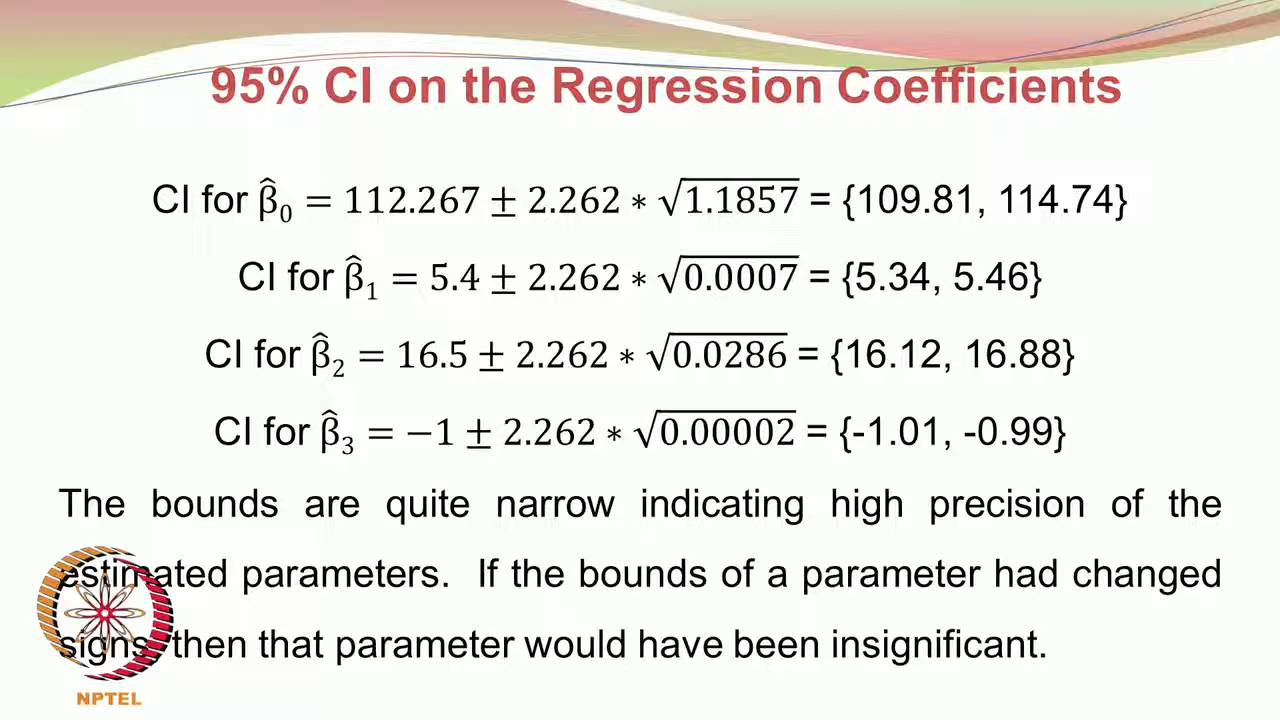 95% CI on the Regression Coefficients
CI for β̂₀ = 112.267 ± 2.262 ∗ √1.1857 = {109.81, 114.74}
CI for β̂₁ = 5.4 ± 2.262 ∗ √0.0007 = {5.34, 5.46}
CI for β̂₂ = 16.5 ± 2.262 ∗ √0.0286 = {16.12, 16.88}
CI for β̂₃ = −1 ± 2.262 ∗ √0.00002 = {-1.01, -0.99}
The bounds are quite narrow indicating high precision of the
estimated parameters. If the bounds of a parameter had changed
signs, then that parameter would have been insignificant.
NPTEL